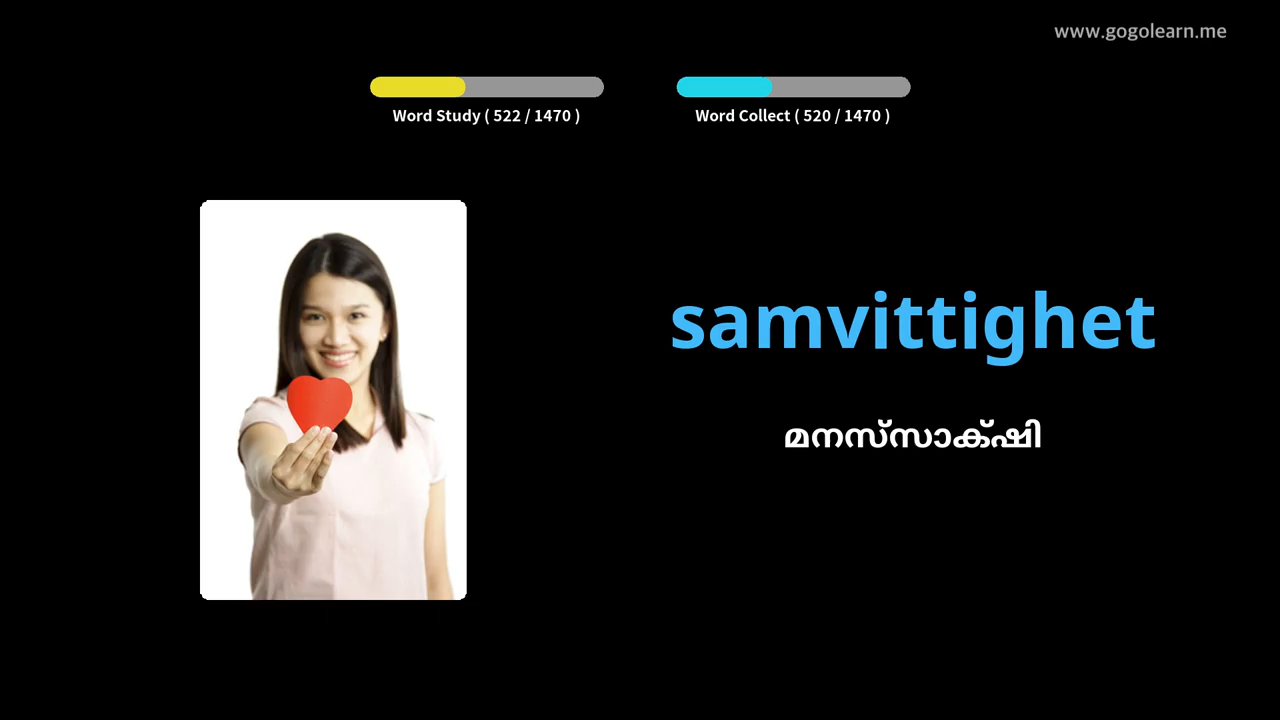 www.gogolearn.me
Word Study ( 522 / 1470 )
Word Collect ( 520 / 1470 )
samvittighet
മനസ്സാക്ഷി